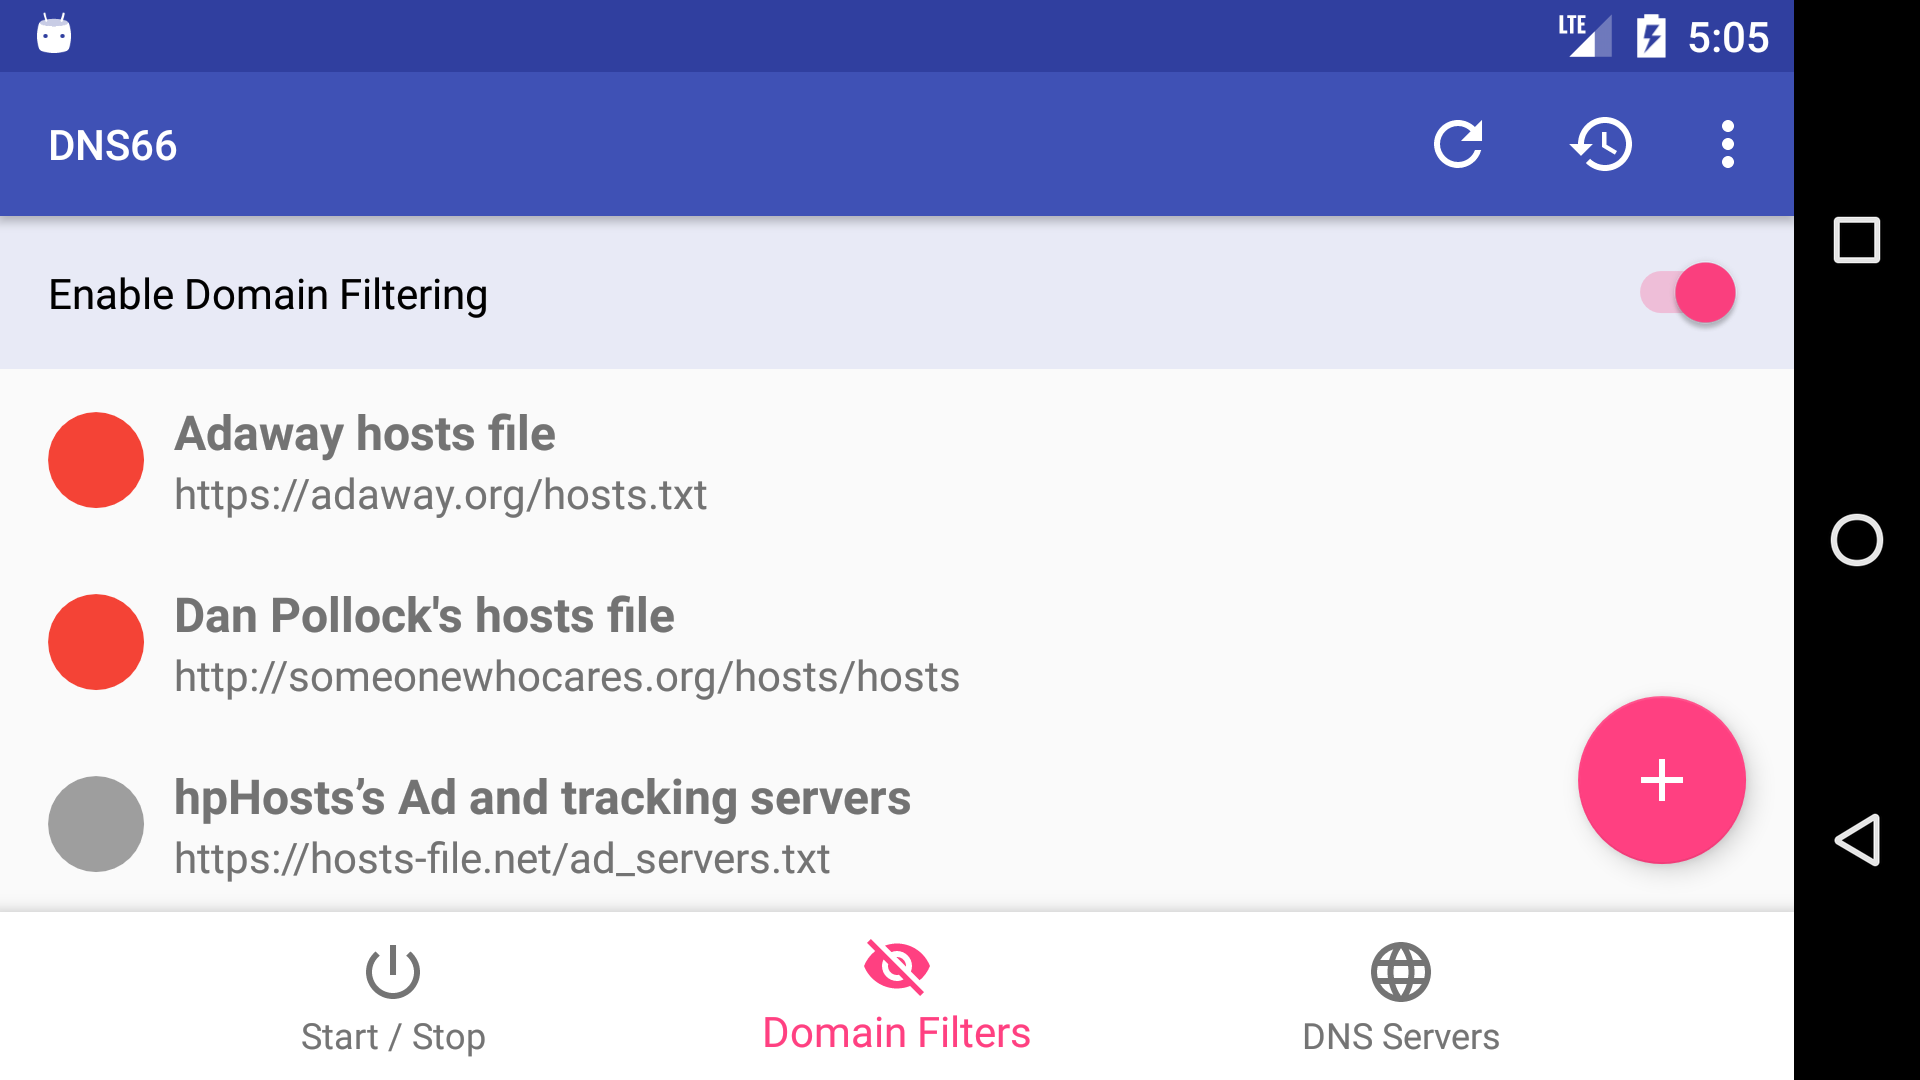 LTE 5:05
DNS66
Enable Domain Filtering
Adaway hosts file
https://adaway.org/hosts.txt
Dan Pollock's hosts file
http://someonewhocares.org/hosts/hosts
hpHosts’s Ad and tracking servers
https://hosts-file.net/ad_servers.txt
Start / Stop
Domain Filters
DNS Servers